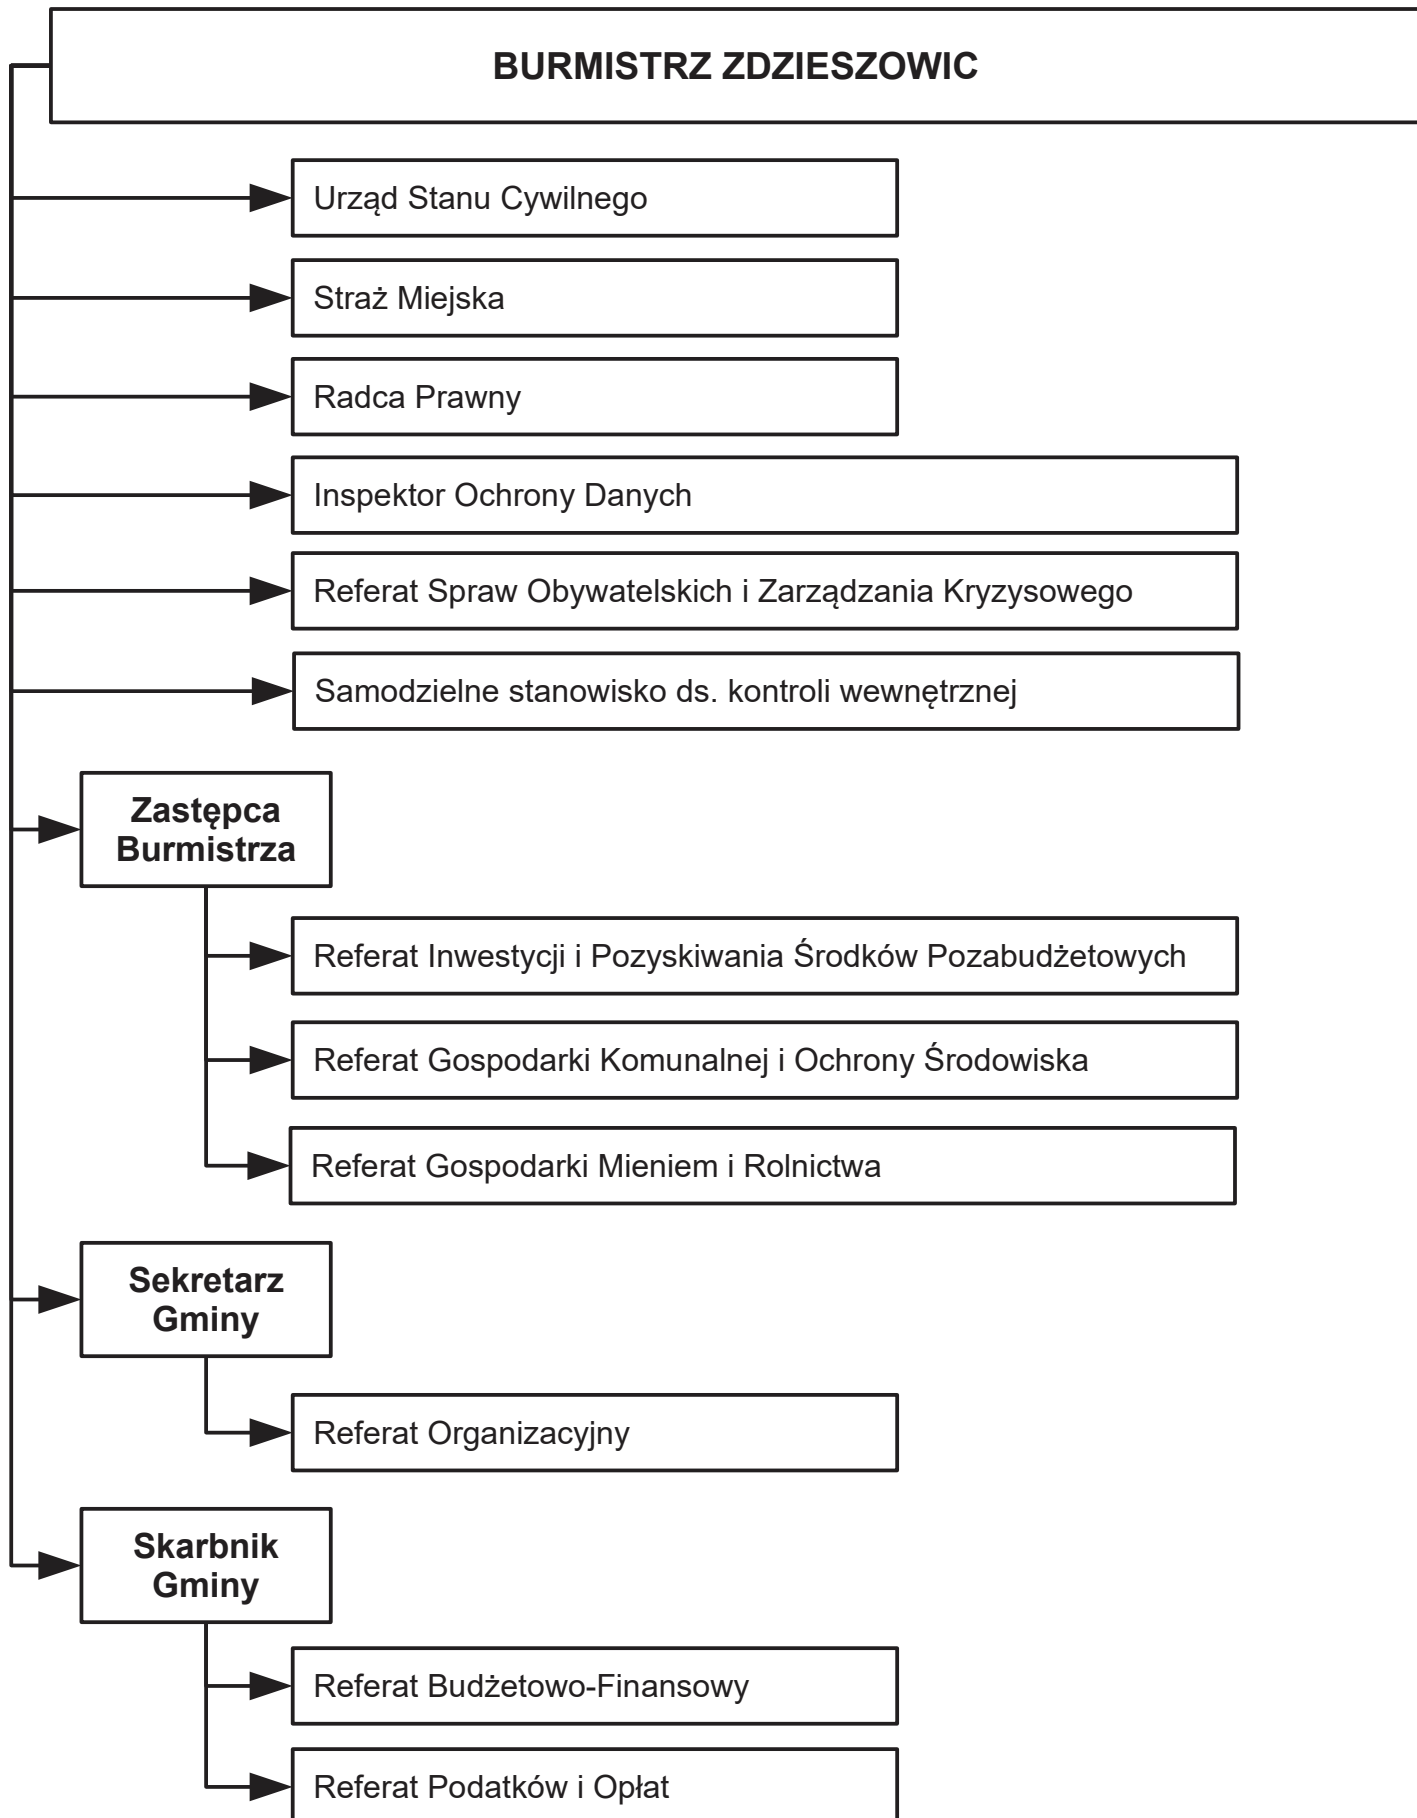 BURMISTRZ ZDZIESZOWIC
Urząd Stanu Cywilnego
Straż Miejska
Radca Prawny
Inspektor Ochrony Danych
Referat Spraw Obywatelskich i Zarządzania Kryzysowego
Samodzielne stanowisko ds. kontroli wewnętrznej
Zastępca
Burmistrza
Referat Inwestycji i Pozyskiwania Środków Pozabudżetowych
Referat Gospodarki Komunalnej i Ochrony Środowiska
Referat Gospodarki Mieniem i Rolnictwa
Sekretarz
Gminy
Referat Organizacyjny
Skarbnik
Gminy
Referat Budżetowo-Finansowy
Referat Podatków i Opłat